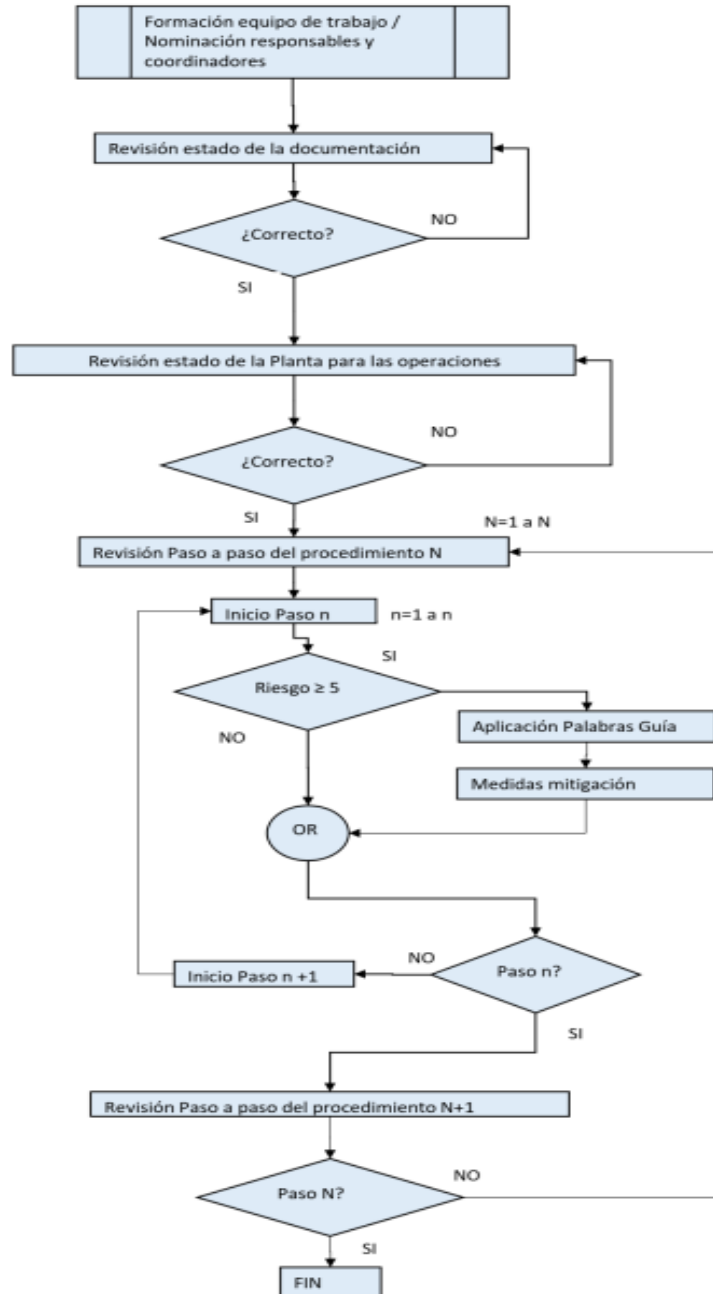 Formación equipo de trabajo /
Nominación responsables y
coordinadores
Revisión estado de la documentación
NO
¿Correcto?
SI
Revisión estado de la Planta para las operaciones
NO
¿Correcto?
SI
N=1 a N
Revisión Paso a paso del procedimiento N
Inicio Paso n
n=1 a n
SI
Riesgo ≥ 5
NO
Aplicación Palabras Guía
Medidas mitigación
OR
NO
Paso n?
Inicio Paso n +1
SI
Revisión Paso a paso del procedimiento N+1
NO
Paso N?
SI
FIN